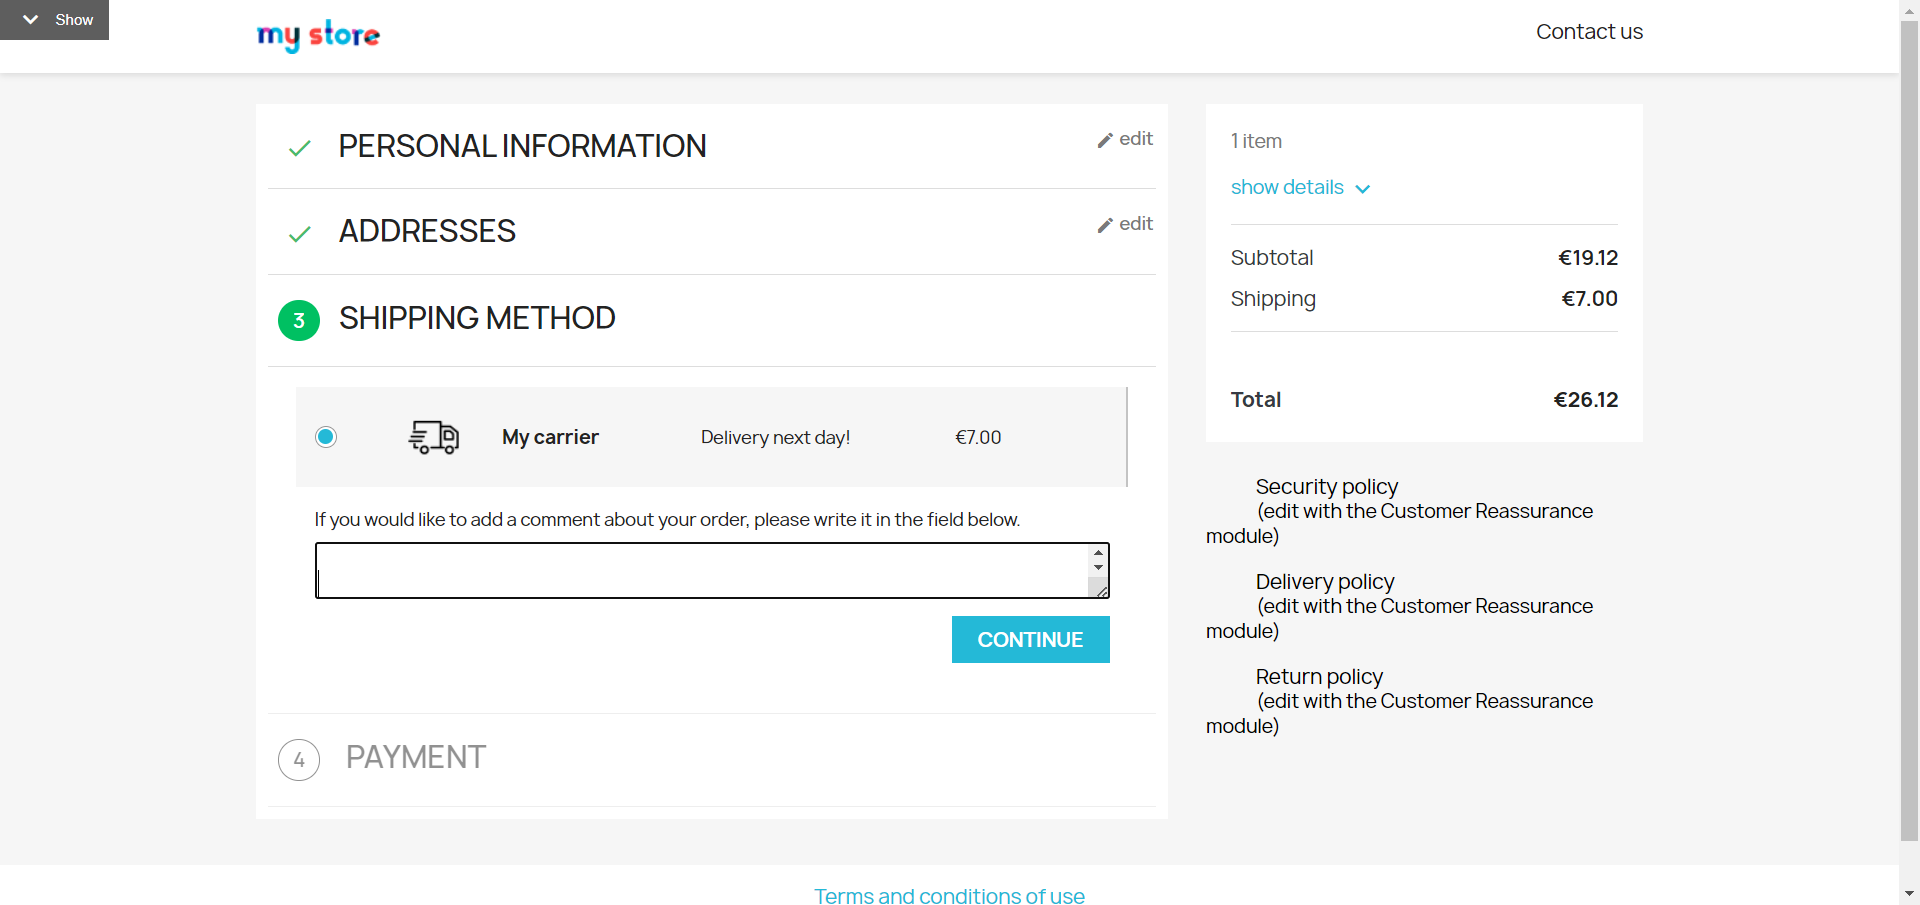 Show
my store
Contact us
PERSONAL INFORMATION
edit
ADDRESSES
edit
3 SHIPPING METHOD
My carrier Delivery next day! €7.00
If you would like to add a comment about your order, please write it in the field below.
CONTINUE
4 PAYMENT
1 item
show details
Subtotal €19.12
Shipping €7.00
Total €26.12
Security policy
(edit with the Customer Reassurance
module)
Delivery policy
(edit with the Customer Reassurance
module)
Return policy
(edit with the Customer Reassurance
module)
Terms and conditions of use